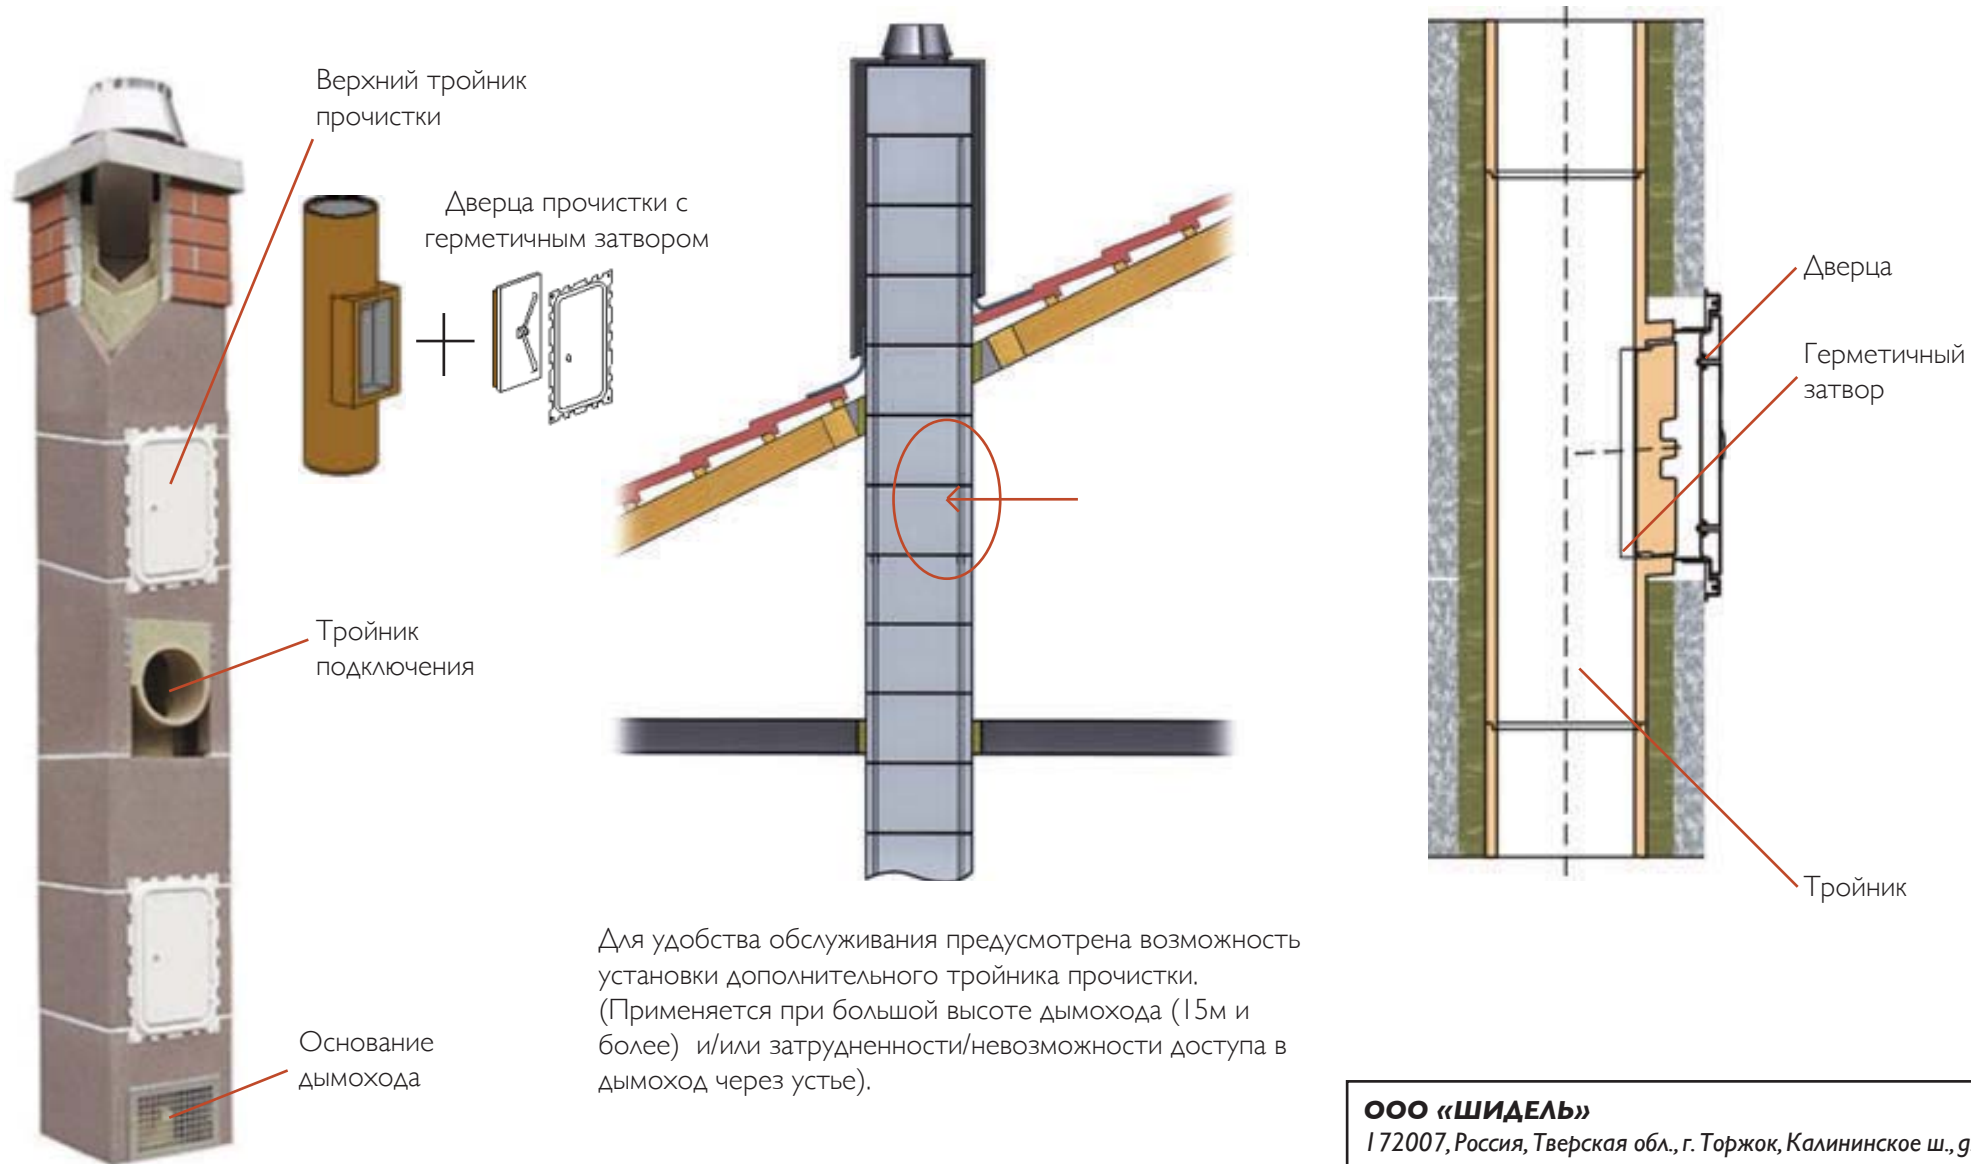 Верхний тройник
прочистки
Дверца прочистки с
герметичным затвором
Тройник
подключения
Основание
дымохода
Дверца
Герметичный
затвор
Тройник
Для удобства обслуживания предусмотрена возможность
установки дополнительного тройника прочистки.
(Применяется при большой высоте дымохода (15м и
более) и/или затрудненности/невозможности доступа в
дымоход через устье).
ООО «ШИДЕЛЬ»
172007, Россия, Тверская обл., г. Торжок, Калининское ш., д